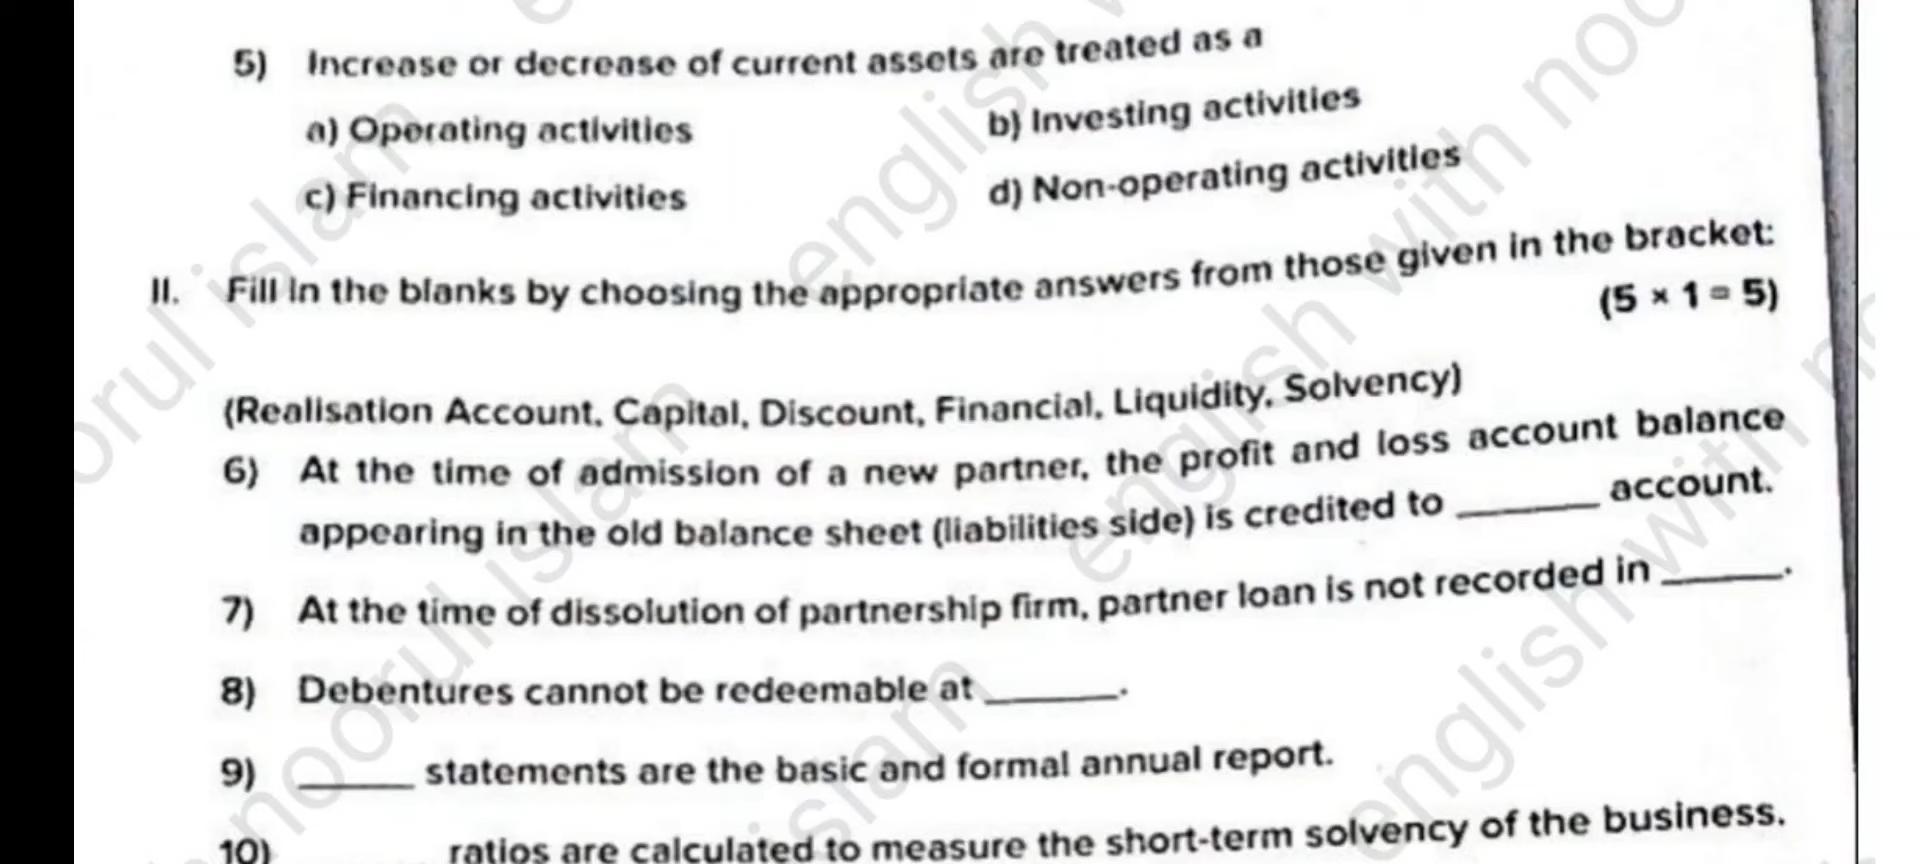 5) Increase or decrease of current assets are treated as a
a) Operating activities b) Investing activities
c) Financing activities d) Non-operating activities
II. Fill in the blanks by choosing the appropriate answers from those given in the bracket:
(5 × 1 = 5)
(Realisation Account, Capital, Discount, Financial, Liquidity, Solvency)
6) At the time of admission of a new partner, the profit and loss account balance
appearing in the old balance sheet (liabilities side) is credited to ______ account.
7) At the time of dissolution of partnership firm, partner loan is not recorded in ______.
8) Debentures cannot be redeemable at ______.
9) ______ statements are the basic and formal annual report.
10) ______ ratios are calculated to measure the short-term solvency of the business.
noorul islam english with noorul islam